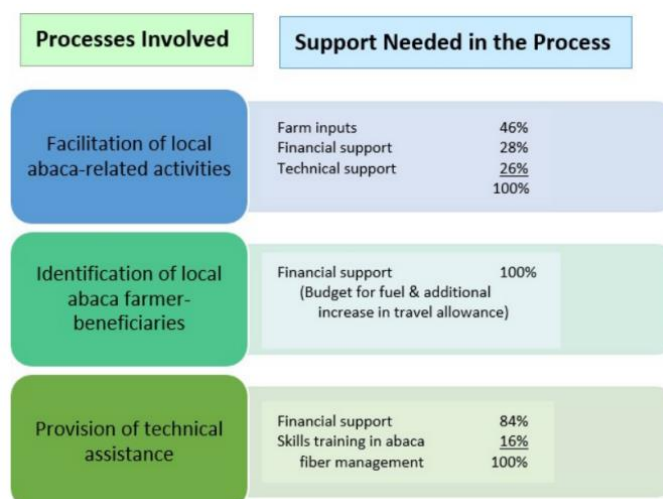 Processes Involved
Support Needed in the Process
Facilitation of local
abaca-related activities
Farm inputs 46%
Financial support 28%
Technical support 26%
100%
Identification of local
abaca farmer-
beneficiaries
Financial support 100%
(Budget for fuel & additional
increase in travel allowance)
Provision of technical
assistance
Financial support 84%
Skills training in abaca 16%
fiber management 100%